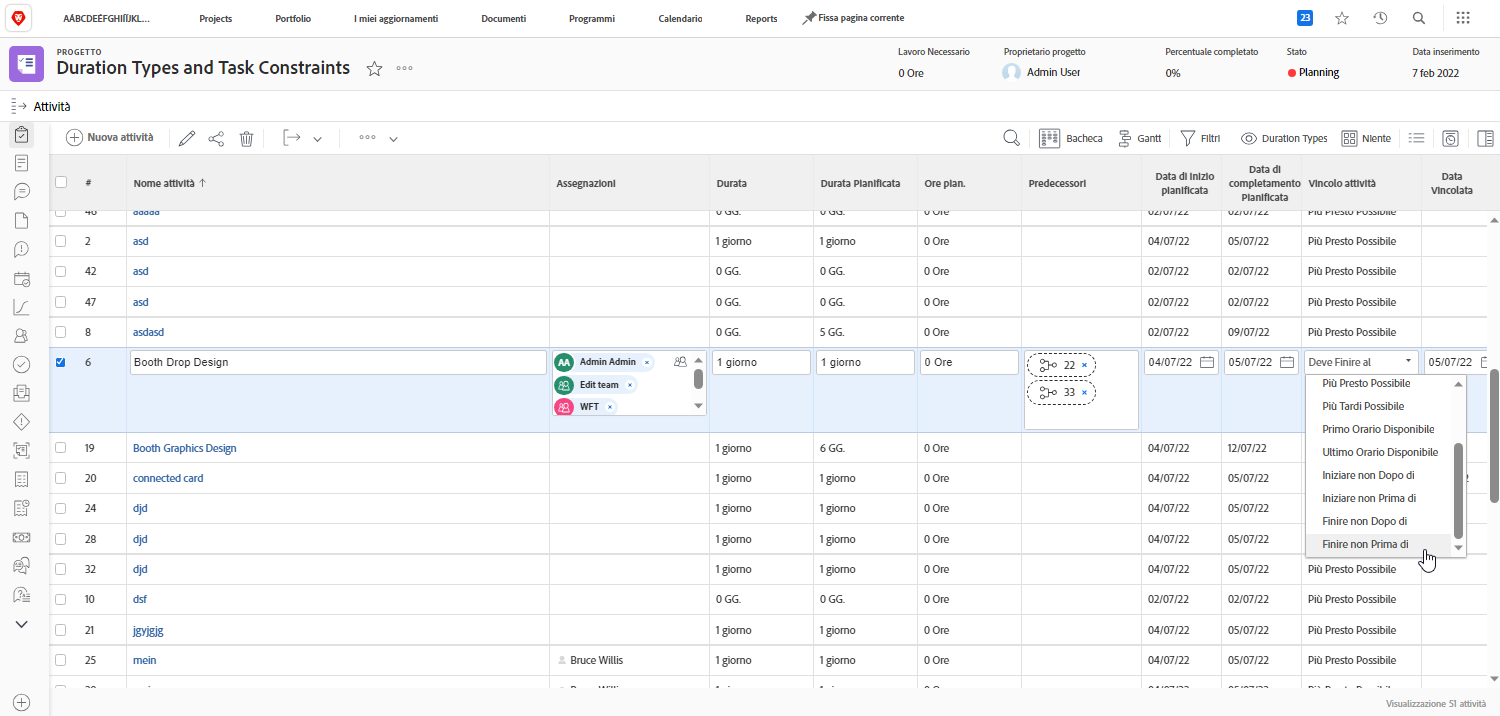 AÁBCDEÉFGHIÍÏJKL...
Projects
Portfolio
I miei aggiornamenti
Documenti
Programmi
Calendario
Reports
Fissa pagina corrente
23
PROGETTO
Duration Types and Task Constraints
Lavoro Necessario
0 Ore
Proprietario progetto
Admin User
Percentuale completato
0%
Stato
Planning
Data inserimento
7 feb 2022
Attività
Nuova attività
Bacheca
Gantt
Filtri
Duration Types
Niente
# Nome attività Assegnazioni Durata Durata Pianificata Ore pian. Predecessori Data di inizio pianificata Data di completamento Pianificata Vincolo attività Data Vincolata
46 aaaaa 0 GG. 0 GG. 0 Ore 02/07/22 02/07/22 Più Presto Possibile
2 asd 1 giorno 1 giorno 0 Ore 04/07/22 05/07/22 Più Presto Possibile
42 asd 0 GG. 0 GG. 0 Ore 02/07/22 02/07/22 Più Presto Possibile
47 asd 0 GG. 0 GG. 0 Ore 02/07/22 02/07/22 Più Presto Possibile
8 asdasd 0 GG. 5 GG. 0 Ore 02/07/22 09/07/22 Più Presto Possibile
6 Booth Drop Design AA Admin Admin × 1 giorno 1 giorno 0 Ore 22 × 04/07/22 05/07/22 Deve Finire al 05/07/22
Edit team ×
33 ×
WFT ×
Più Presto Possibile
Più Tardi Possibile
Primo Orario Disponibile
Ultimo Orario Disponibile
Iniziare non Dopo di
Iniziare non Prima di
Finire non Dopo di
Finire non Prima di
19 Booth Graphics Design 1 giorno 6 GG. 0 Ore 04/07/22 12/07/22
20 connected card 1 giorno 1 giorno 0 Ore 04/07/22 05/07/22
24 djd 1 giorno 1 giorno 0 Ore 04/07/22 05/07/22
28 djd 1 giorno 1 giorno 0 Ore 04/07/22 05/07/22
32 djd 1 giorno 1 giorno 0 Ore 04/07/22 05/07/22 Più Presto Possibile
10 dsf 0 GG. 0 GG. 0 Ore 02/07/22 02/07/22 Più Presto Possibile
21 jgyjgjg 1 giorno 1 giorno 0 Ore 04/07/22 05/07/22 Più Presto Possibile
25 mein Bruce Willis 1 giorno 1 giorno 0 Ore 04/07/22 05/07/22 Più Presto Possibile
Visualizzazione 51 attività